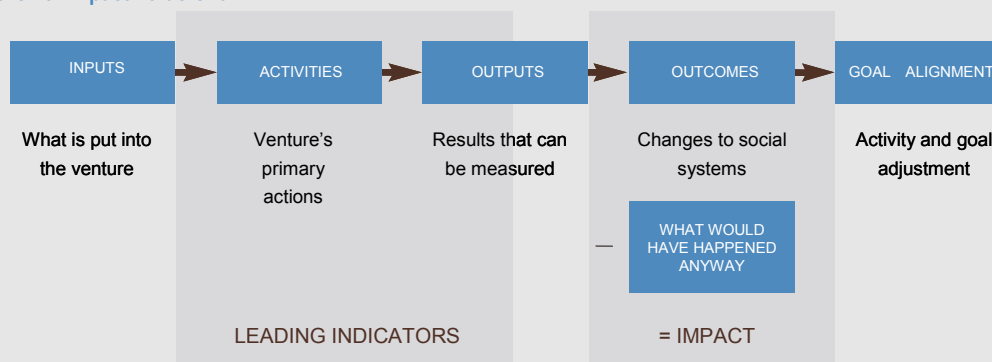 INPUTS
ACTIVITIES
OUTPUTS
OUTCOMES
GOAL ALIGNMENT
What is put into
the venture
Venture's
primary
actions
Results that can
be measured
Changes to social
systems
Activity and goal
adjustment
—
WHAT WOULD
HAVE HAPPENED
ANYWAY
LEADING INDICATORS
= IMPACT